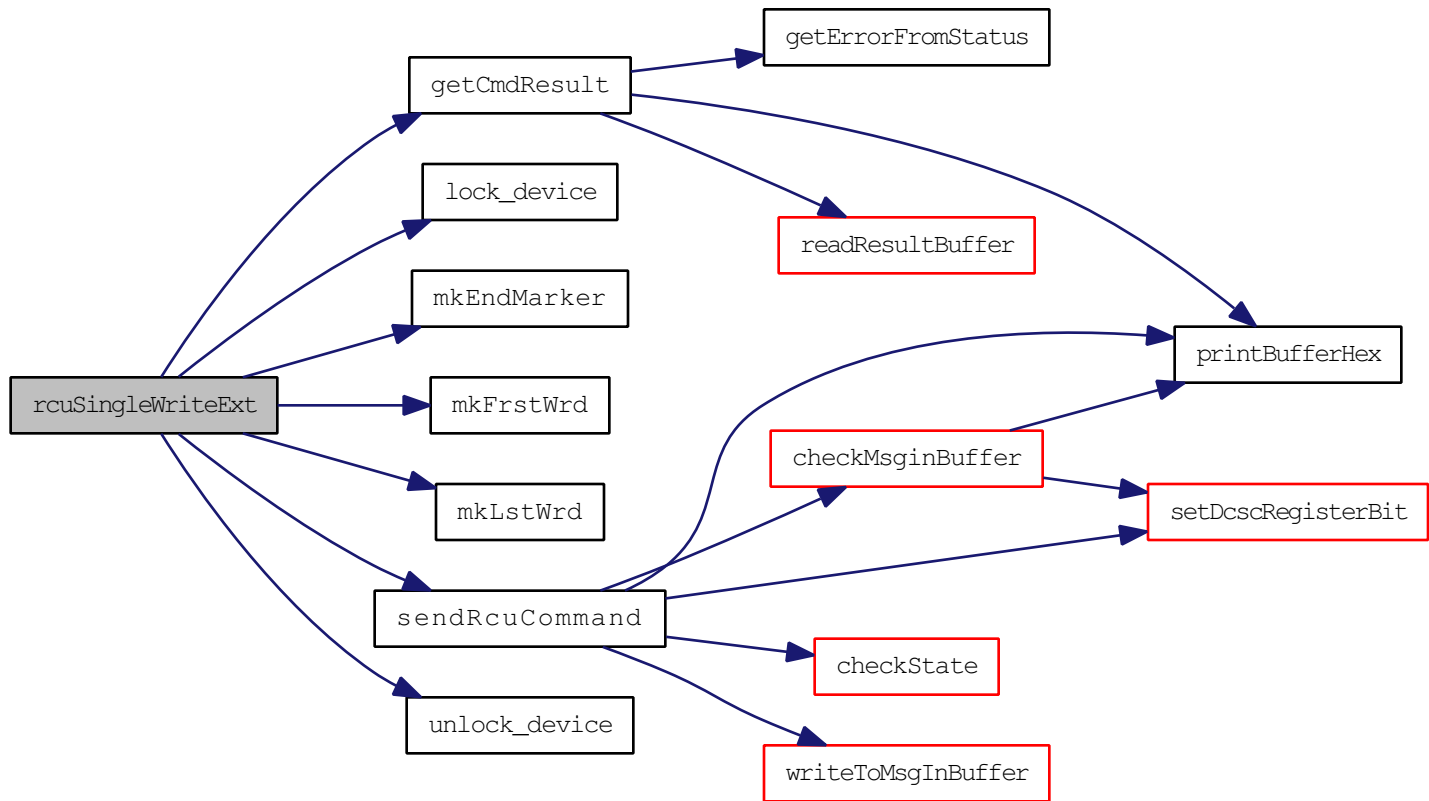 getErrorFromStatus
getCmdResult
lock_device
readResultBuffer
mkEndMarker
printBufferHex
rcuSingleWriteExt
mkFrstWrd
checkMsginBuffer
mkLstWrd
setDcscRegisterBit
sendRcuCommand
checkState
unlock_device
writeToMsgInBuffer